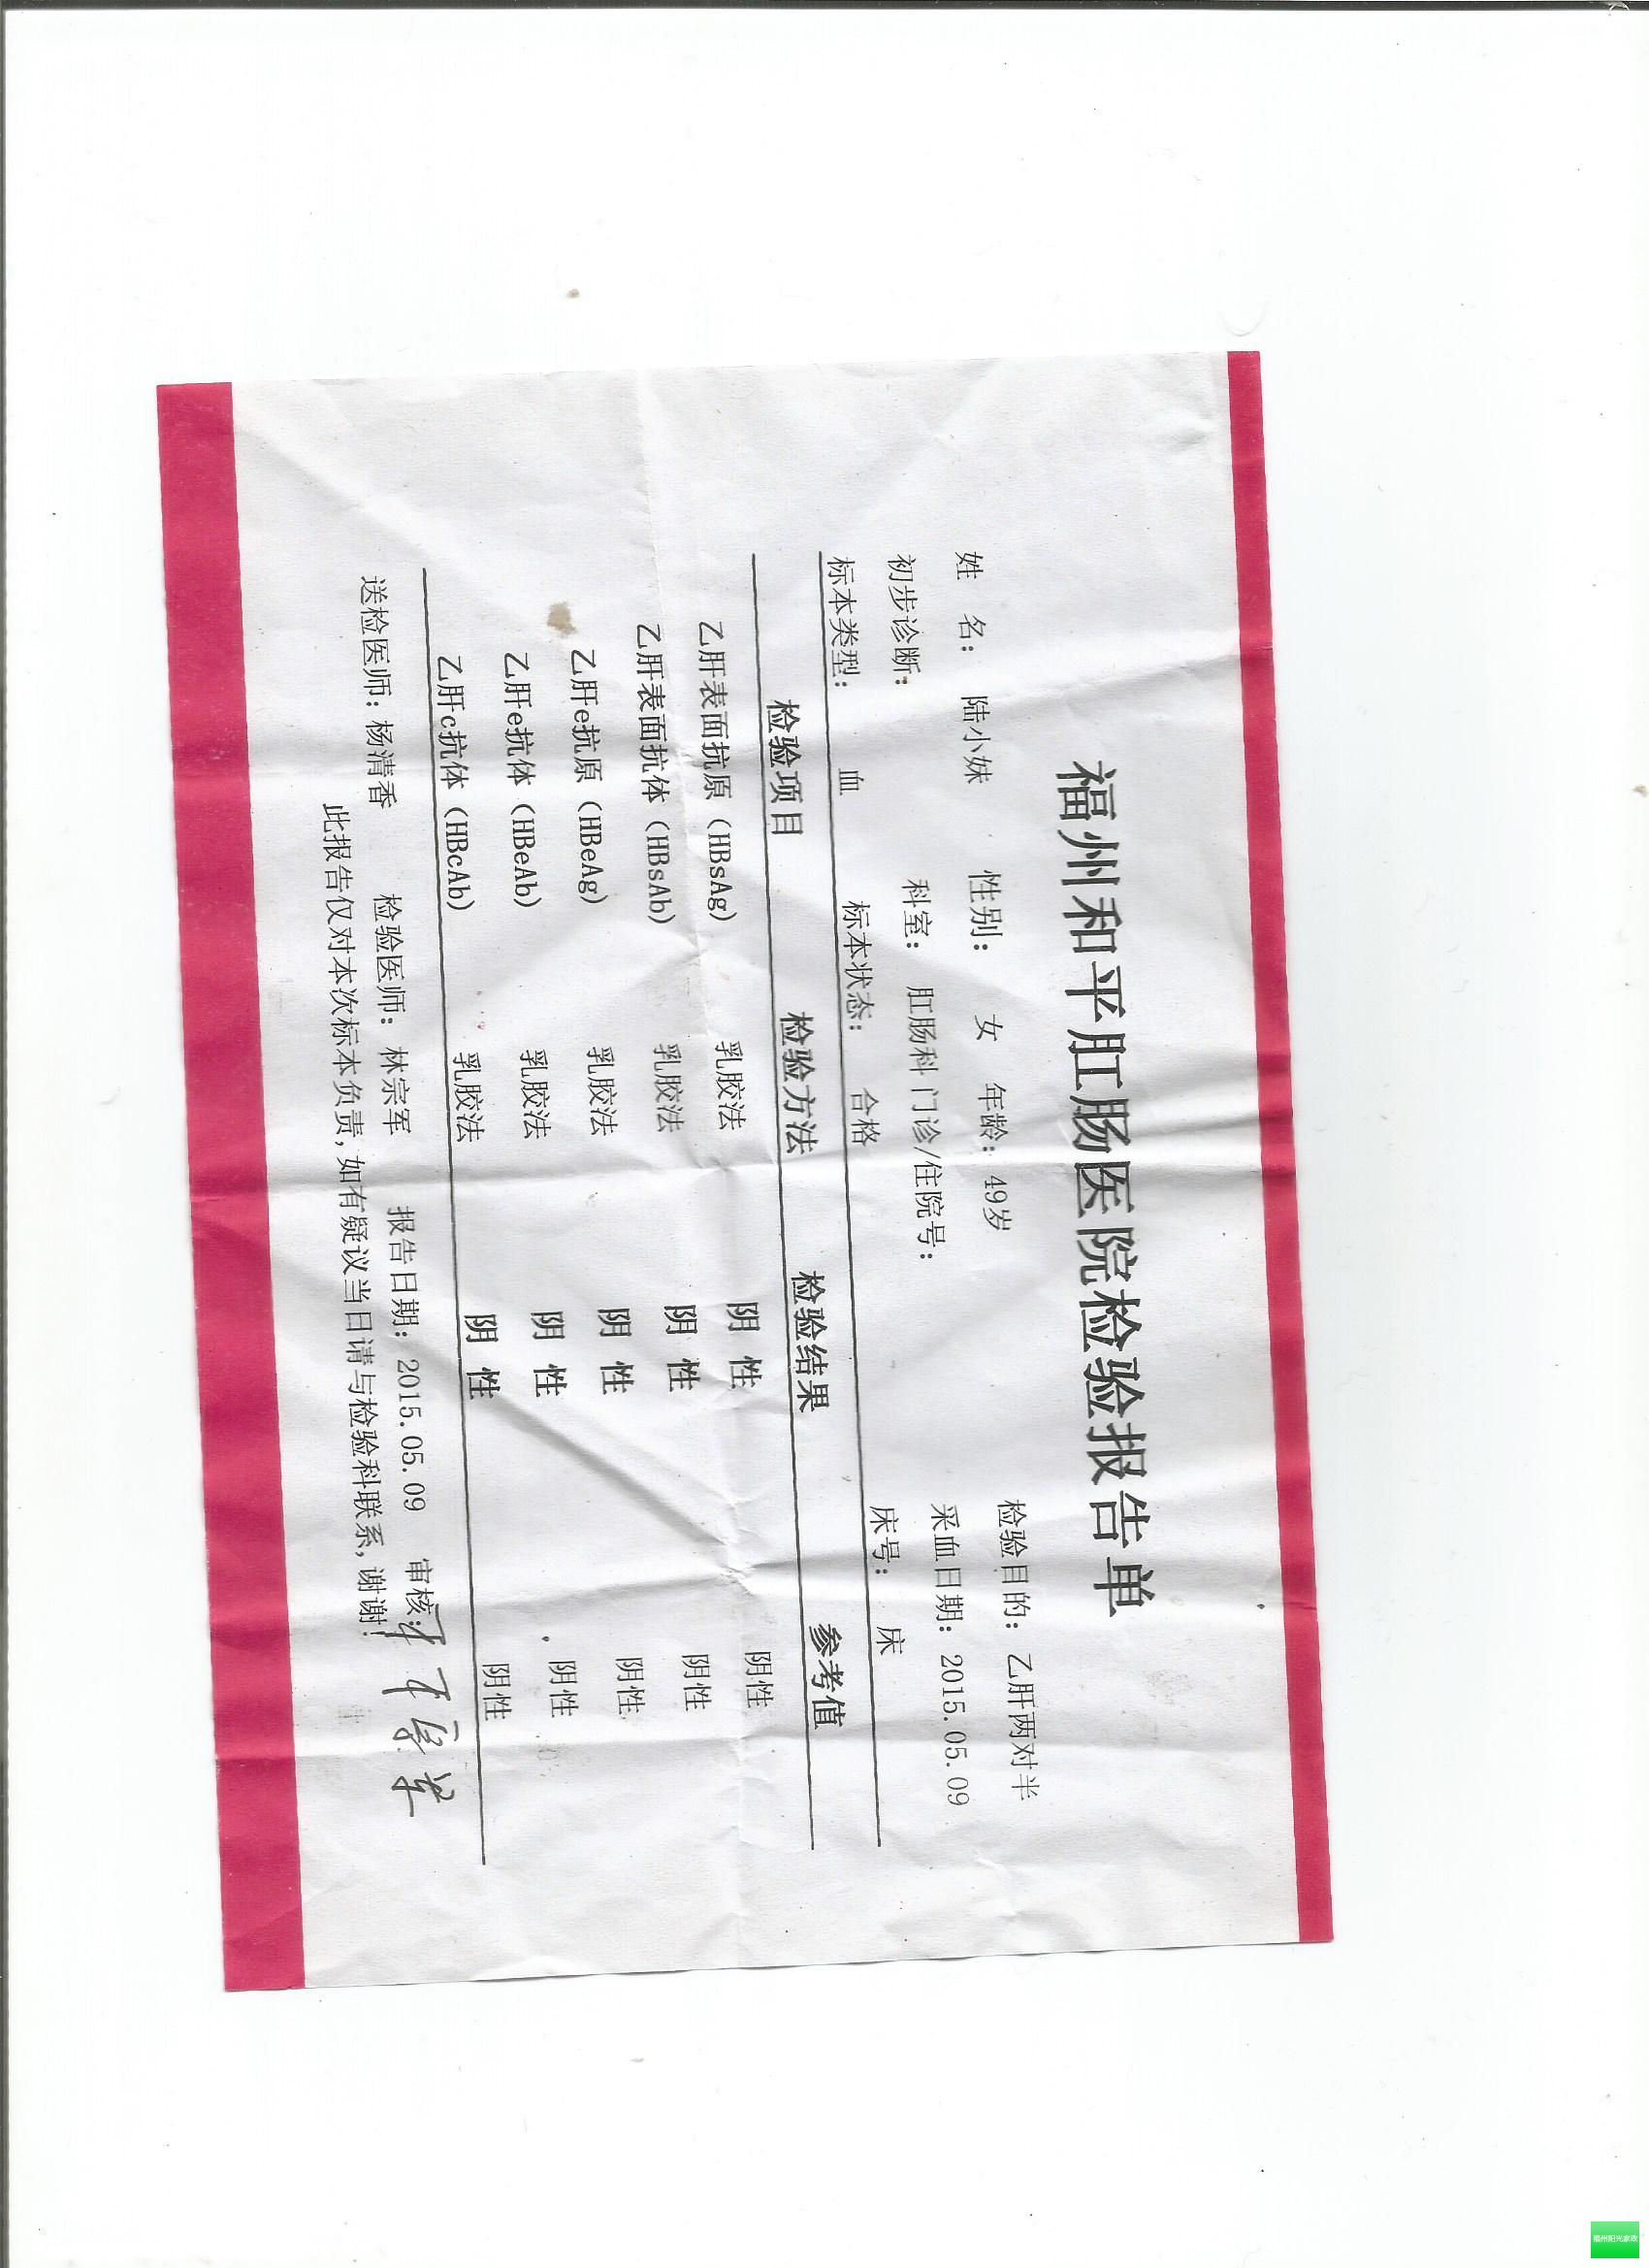 福州和平肛肠医院检验报告单
姓 名: 陆小妹 性别: 女 年龄: 49岁 检验目的: 乙肝两对半
初步诊断: 科室: 肛肠科 门诊/住院号: 采血日期: 2015.05.09
标本类型: 血 标本状态: 合格 床号: 床
检验项目 检验方法 检验结果 参考值
乙肝表面抗原（HBsAg） 乳胶法 阴 性 阴性
乙肝表面抗体（HBsAb） 乳胶法 阴 性 阴性
乙肝e抗原（HBeAg） 乳胶法 阴 性 阴性
乙肝e抗体（HBeAb） 乳胶法 阴 性 阴性
乙肝c抗体（HBcAb） 乳胶法 阴 性 阴性
送检医师: 杨清香 检验医师: 林宗军 报告日期: 2015.05.09 审核:
此报告仅对本次标本负责,如有疑议当日请与检验科联系,谢谢!
福州阳光家政